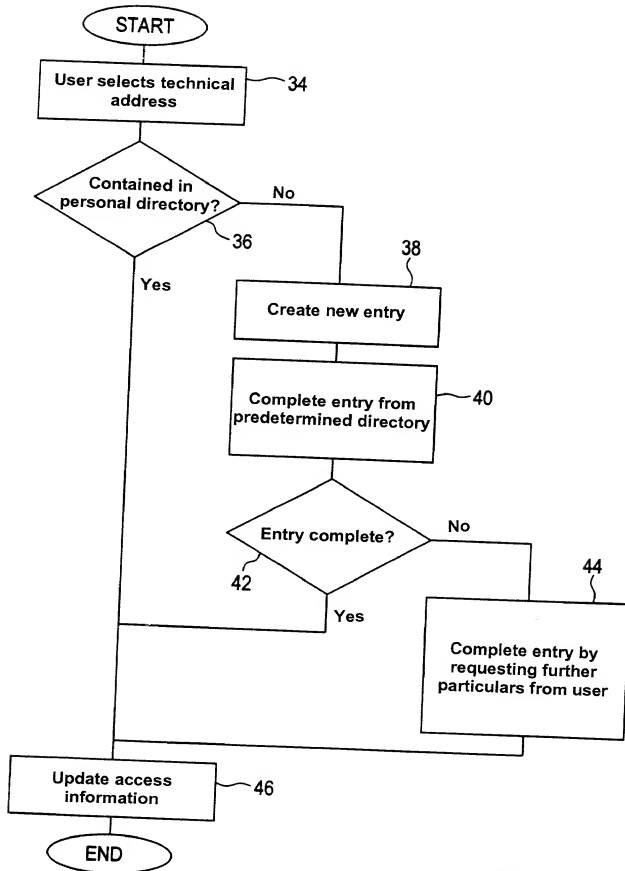 START
User selects technical
address
34
Contained in
personal directory?
No
36
Yes
38
Create new entry
Complete entry from
predetermined directory
40
Entry complete?
No
42
Yes
44
Complete entry by
requesting further
particulars from user
Update access
information
46
END